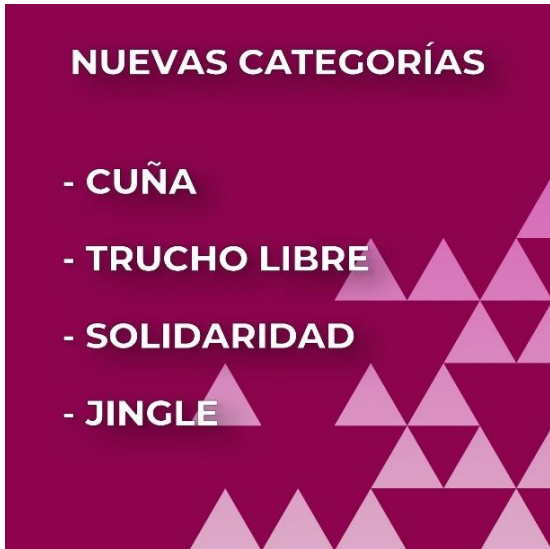 NUEVAS CATEGORÍAS
- CUÑA
- TRUCHO LIBRE
- SOLIDARIDAD
- JINGLE